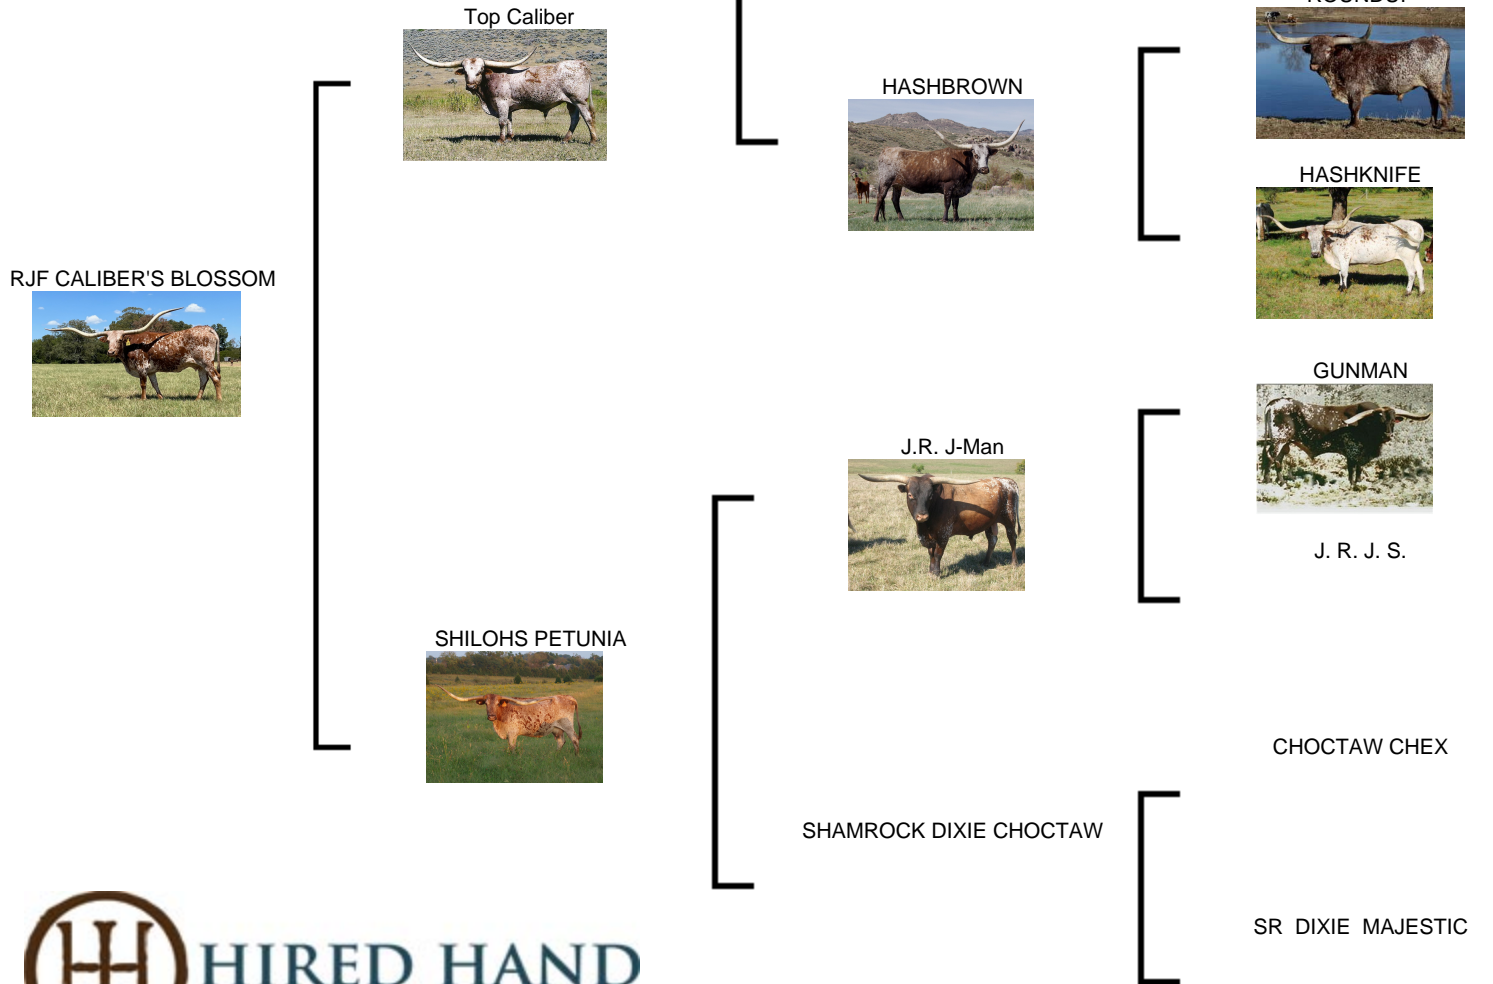 Top Caliber
HASHBROWN
HASHKNIFE
RJF CALIBER'S BLOSSOM
GUNMAN
J.R. J-Man
J. R. J. S.
SHILOHS PETUNIA
CHOCTAW CHEX
SHAMROCK DIXIE CHOCTAW
SR DIXIE MAJESTIC
HIRED HAND